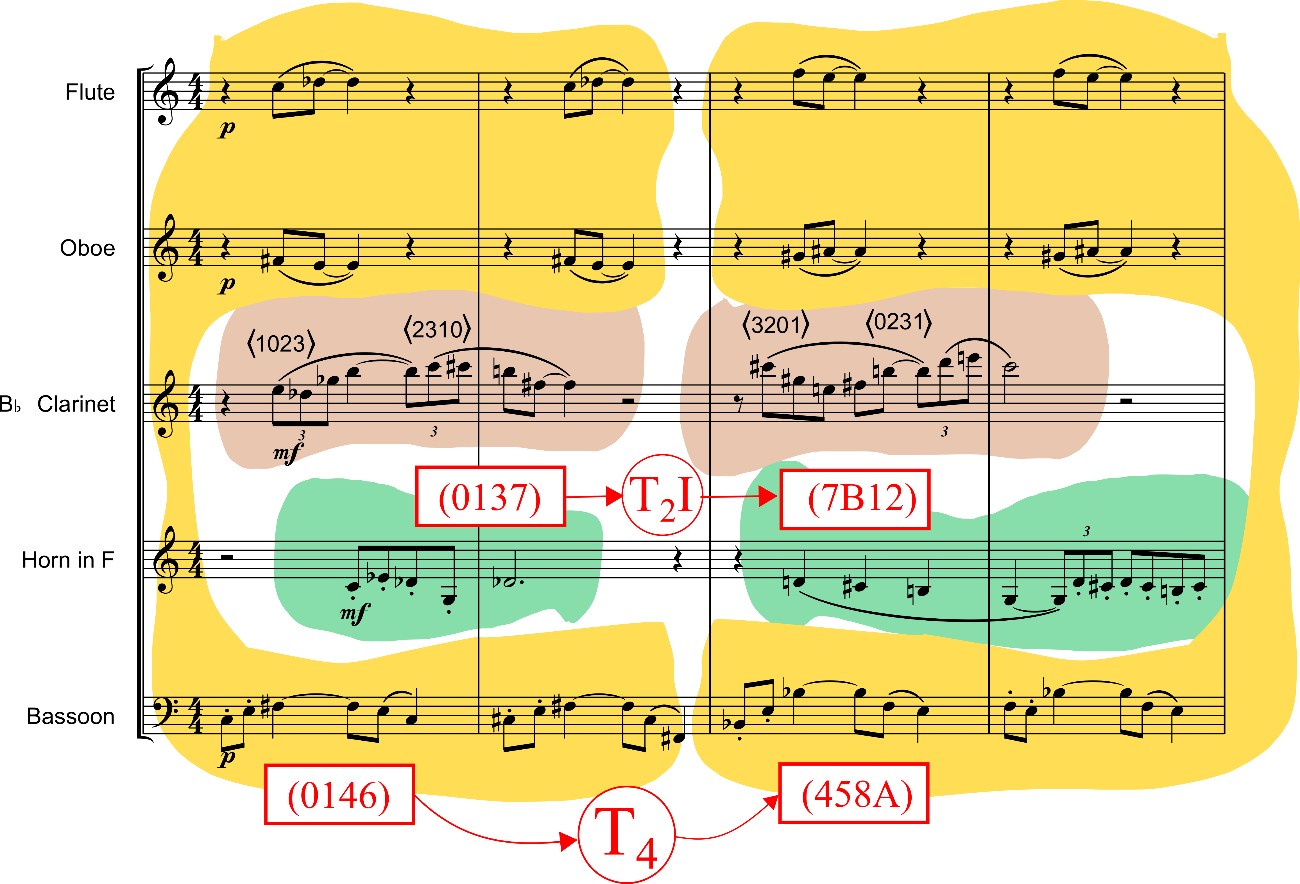 Flute
p
Oboe
p
⟨1023⟩ ⟨2310⟩ ⟨3201⟩ ⟨0231⟩
B♭ Clarinet
3 3 3
mf
(0137) T₂I (7B12)
Horn in F
3
mf
Bassoon
p
(0146) T₄ (458A)